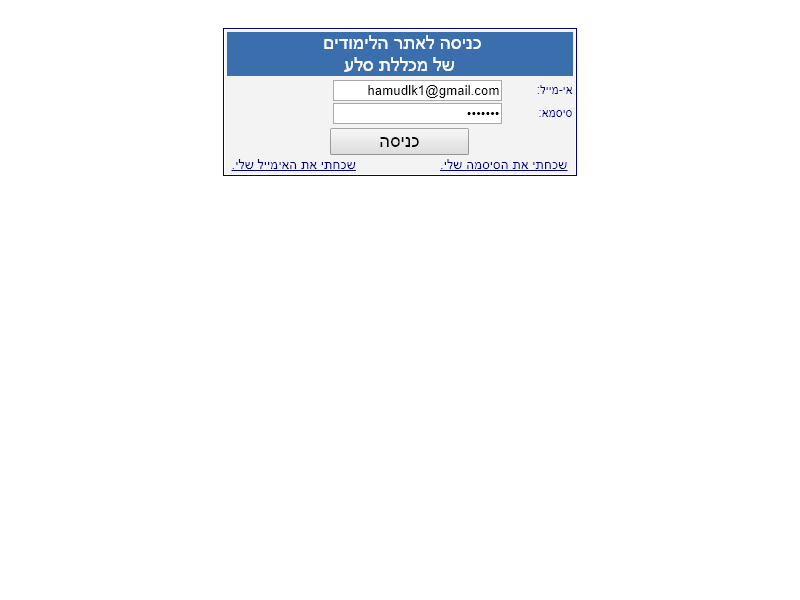 כניסה לאתר הלימודים
של מכללת סלע
אי-מייל: hamudlk1@gmail.com
סיסמא: •••••••
כניסה
שכחתי את הסיסמה שלי. שכחתי את האימייל שלי.